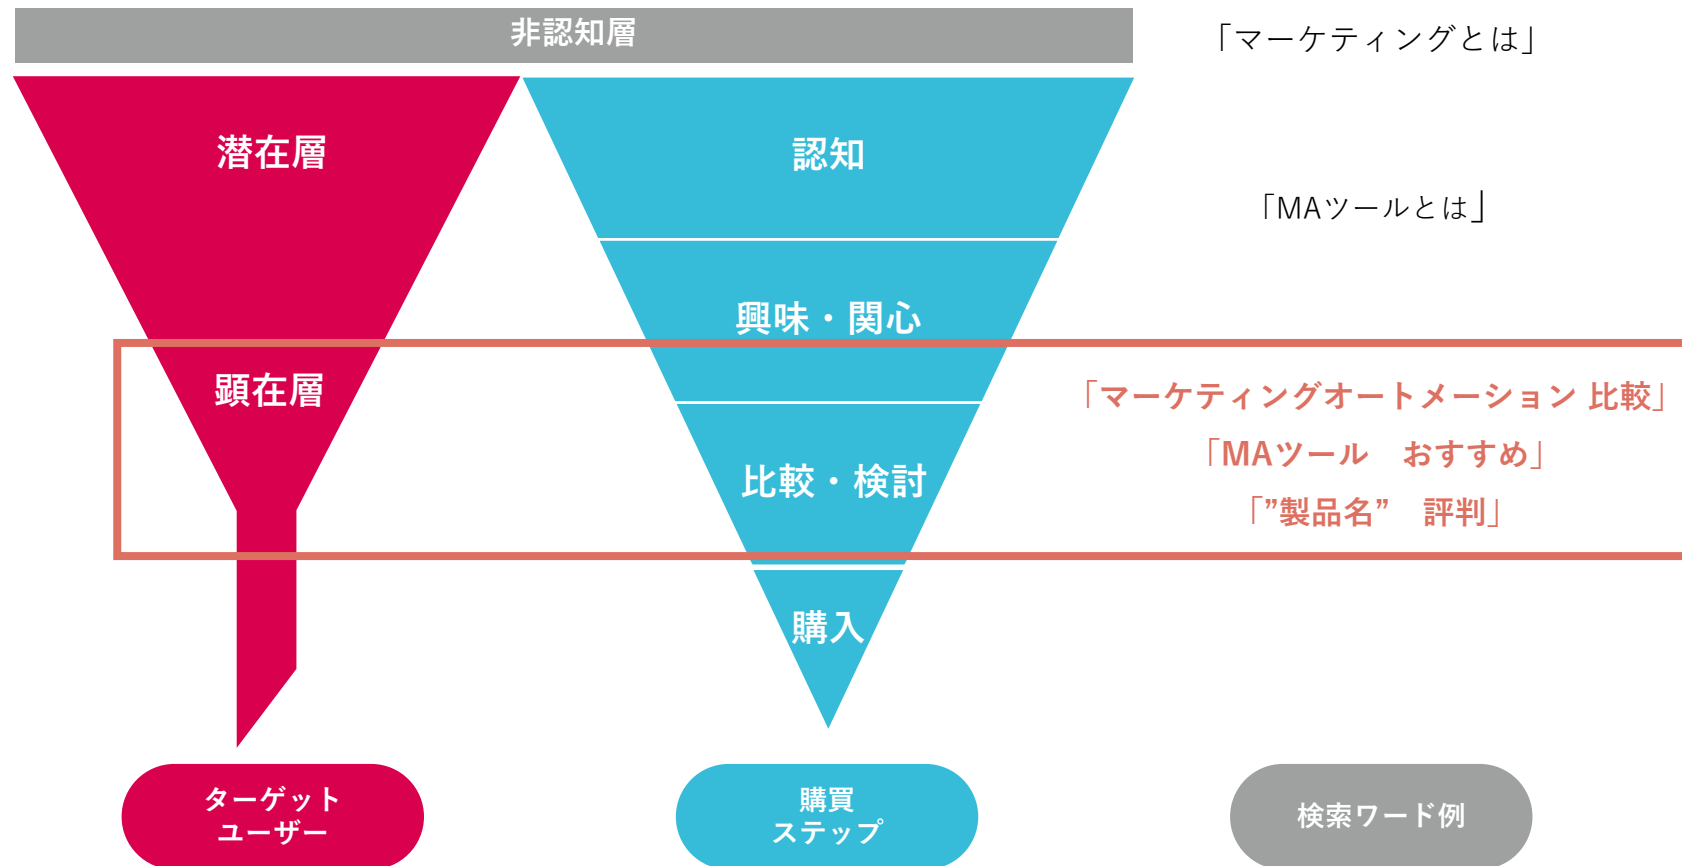 非認知層
「マーケティングとは」
潜在層
認知
「MAツールとは」
興味・関心
顕在層
「マーケティングオートメーション 比較」
「MAツール　おすすめ」
比較・検討
「”製品名”　評判」
購入
ターゲット
ユーザー
購買
ステップ
検索ワード例